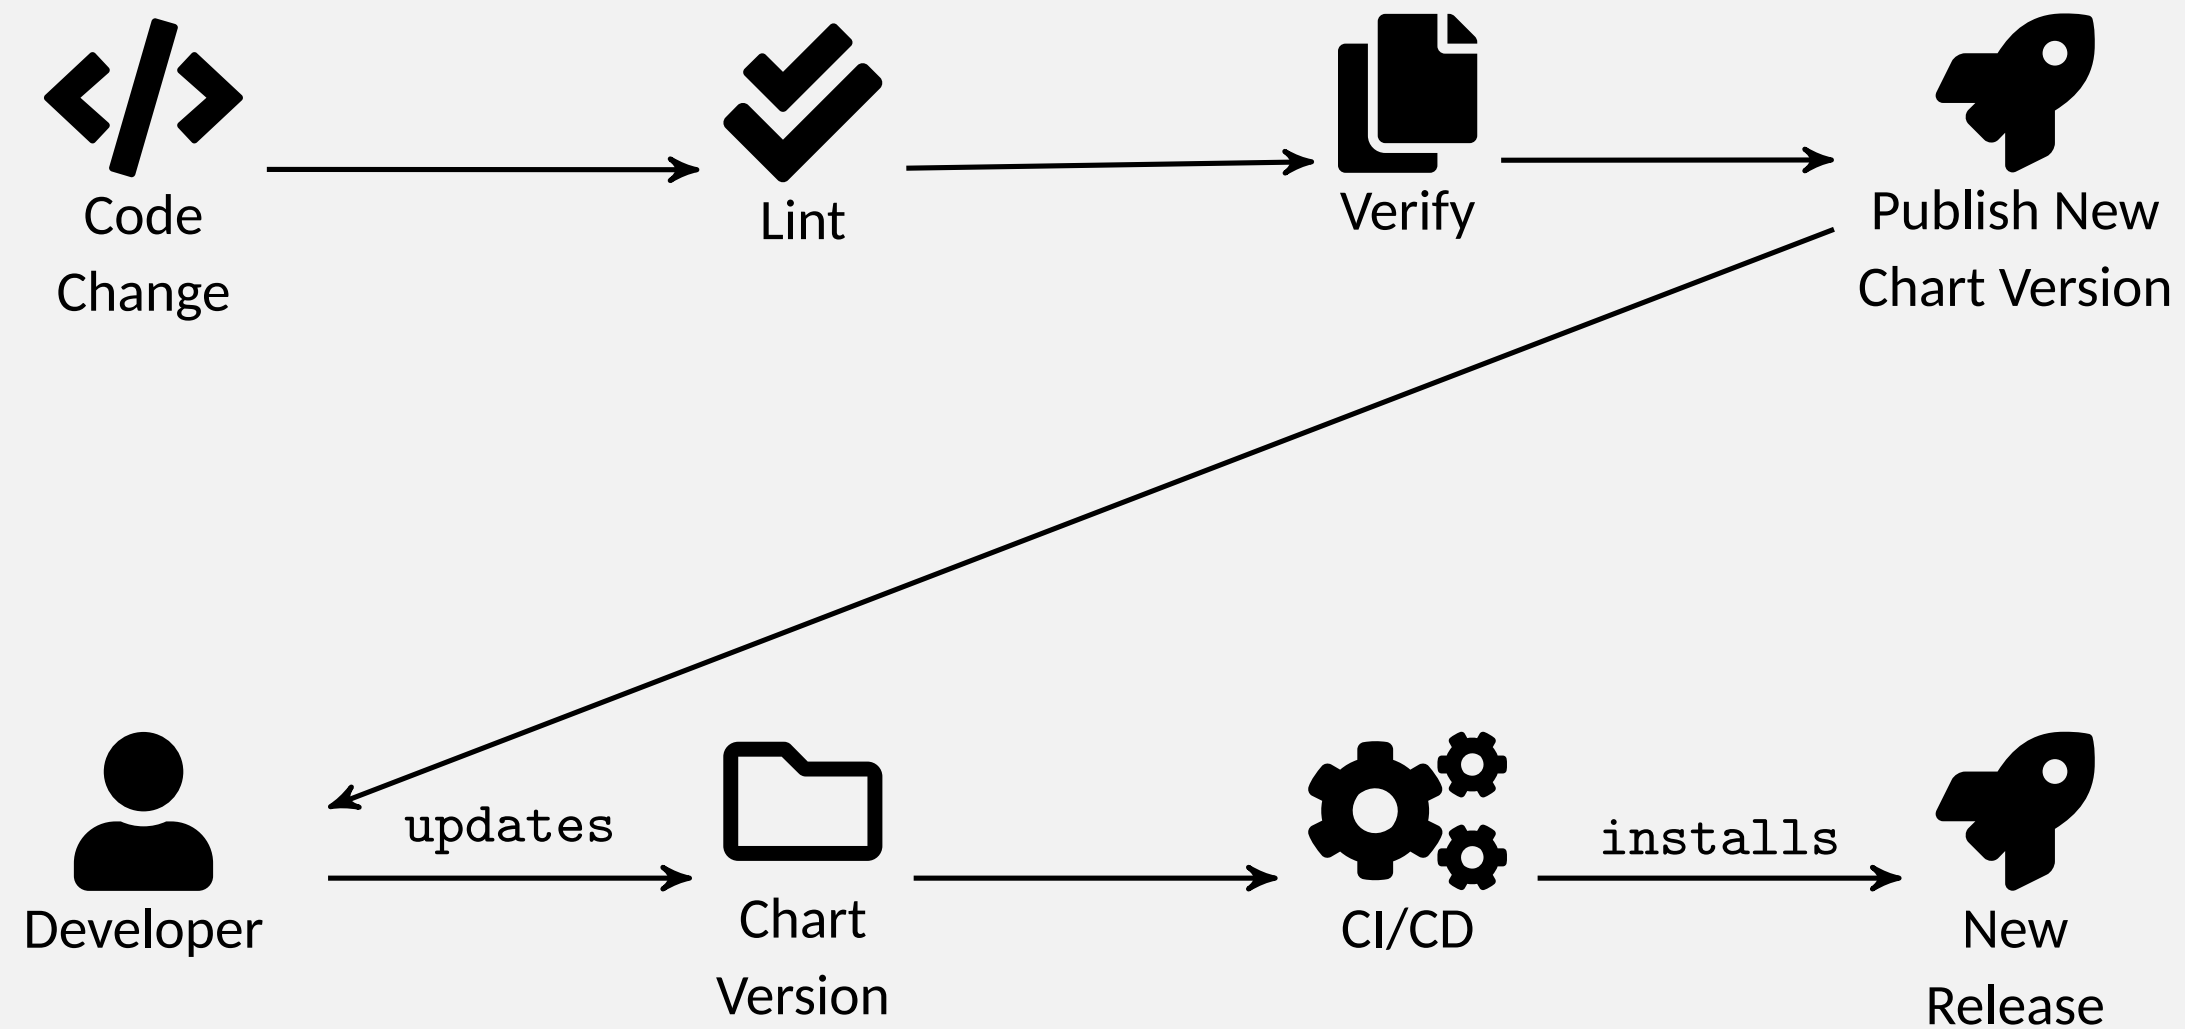 Code
Change
Lint
Verify
Publish New
Chart Version
updates
installs
Developer
Chart
Version
CI/CD
New
Release